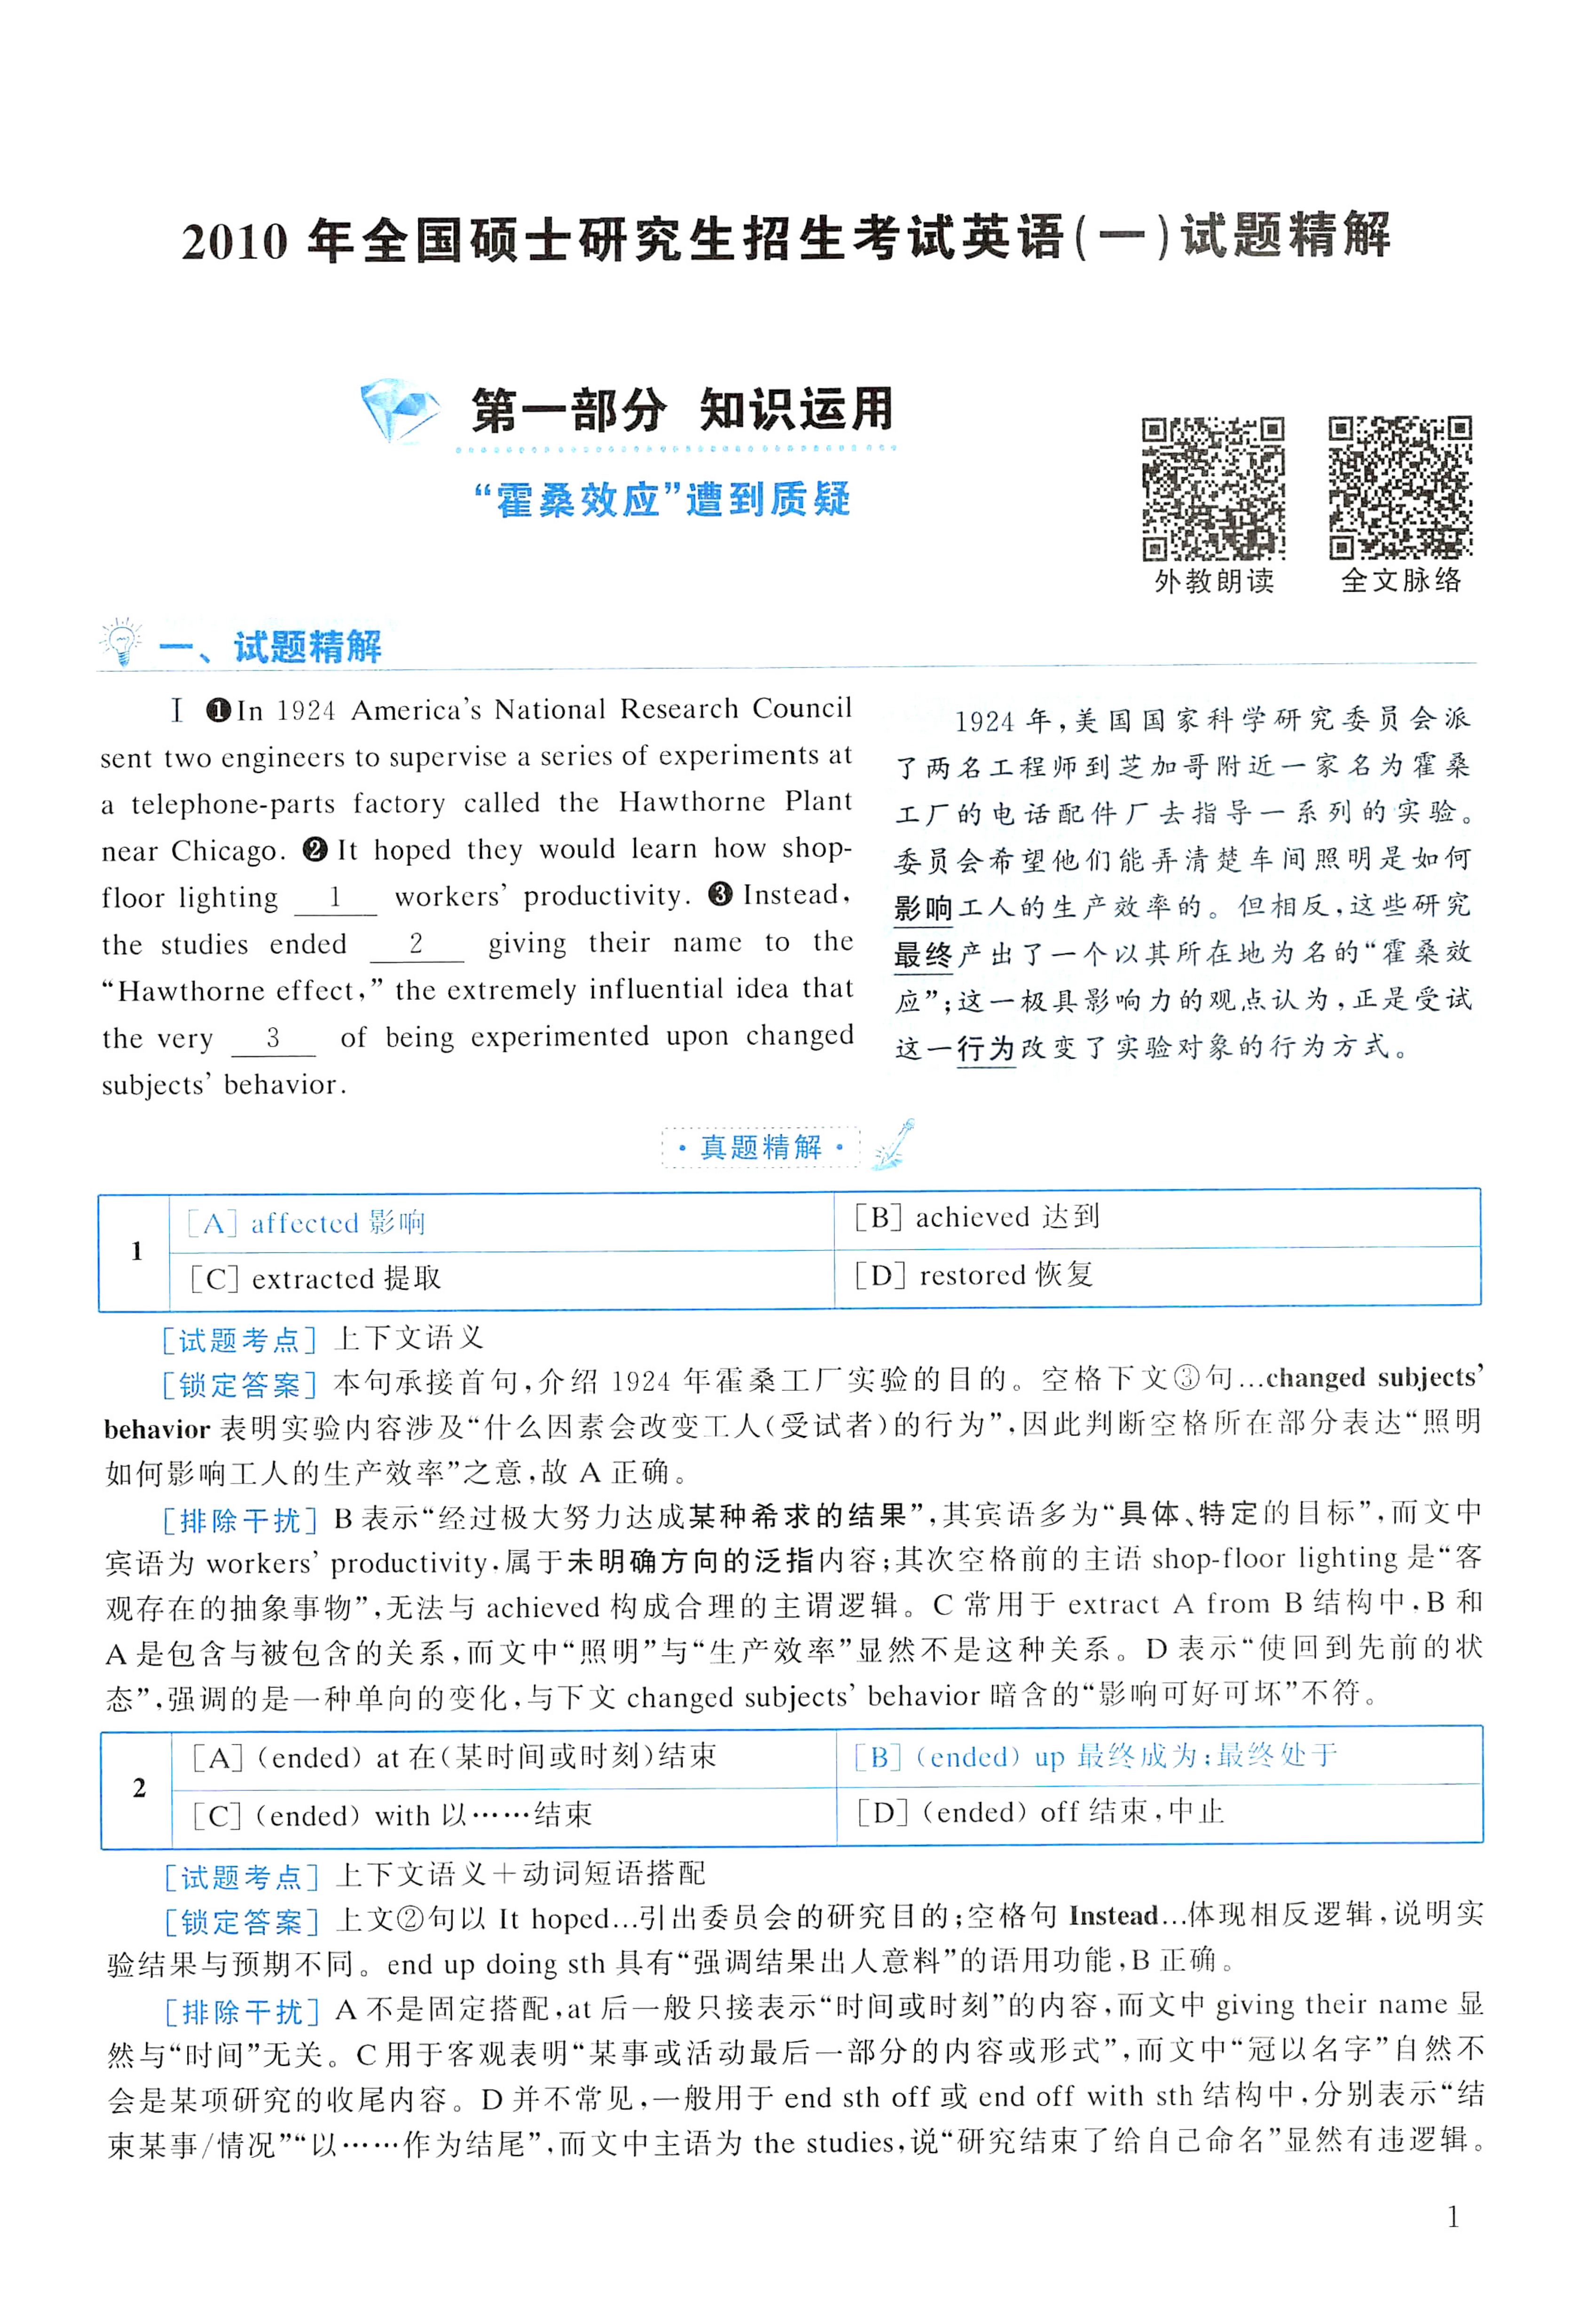 2010 年全国硕士研究生招生考试英语(一)试题精解
第一部分 知识运用
“霍桑效应”遭到质疑
外教朗读
全文脉络
一、试题精解
Ⅰ ❶In 1924 America’s National Research Council
sent two engineers to supervise a series of experiments at
a telephone-parts factory called the Hawthorne Plant
near Chicago. ❷It hoped they would learn how shop-
floor lighting 1 workers’ productivity. ❸Instead,
the studies ended 2 giving their name to the
“Hawthorne effect,” the extremely influential idea that
the very 3 of being experimented upon changed
subjects’ behavior.
1924 年,美国国家科学研究委员会派
了两名工程师到芝加哥附近一家名为霍桑
工厂的电话配件厂去指导一系列的实验。
委员会希望他们能弄清楚车间照明是如何
影响工人的生产效率的。但相反,这些研究
最终产出了一个以其所在地为名的“霍桑效
应”;这一极具影响力的观点认为,正是受试
这一行为改变了实验对象的行为方式。
·真题精解·
1
[A] affected 影响
[B] achieved 达到
[C] extracted 提取
[D] restored 恢复
[试题考点] 上下文语义
[锁定答案] 本句承接首句,介绍 1924 年霍桑工厂实验的目的。空格下文③句…changed subjects’
behavior 表明实验内容涉及“什么因素会改变工人(受试者)的行为”,因此判断空格所在部分表达“照明
如何影响工人的生产效率”之意,故 A 正确。
[排除干扰] B 表示“经过极大努力达成某种希求的结果”,其宾语多为“具体、特定的目标”,而文中
宾语为 workers’ productivity,属于未明确方向的泛指内容;其次空格前的主语 shop-floor lighting 是“客
观存在的抽象事物”,无法与 achieved 构成合理的主谓逻辑。C 常用于 extract A from B 结构中,B 和
A 是包含与被包含的关系,而文中“照明”与“生产效率”显然不是这种关系。D 表示“使回到先前的状
态”,强调的是一种单向的变化,与下文 changed subjects’ behavior 暗含的“影响可好可坏”不符。
2
[A] (ended) at 在(某时间或时刻)结束
[B] (ended) up 最终成为;最终处于
[C] (ended) with 以……结束
[D] (ended) off 结束,中止
[试题考点] 上下文语义＋动词短语搭配
[锁定答案] 上文②句以 It hoped…引出委员会的研究目的;空格句 Instead…体现相反逻辑,说明实
验结果与预期不同。end up doing sth 具有“强调结果出人意料”的语用功能,B 正确。
[排除干扰] A 不是固定搭配,at 后一般只接表示“时间或时刻”的内容,而文中 giving their name 显
然与“时间”无关。C 用于客观表明“某事或活动最后一部分的内容或形式”,而文中“冠以名字”自然不
会是某项研究的收尾内容。D 并不常见,一般用于 end sth off 或 end off with sth 结构中,分别表示“结
束某事/情况”“以……作为结尾”,而文中主语为 the studies,说“研究结束了给自己命名”显然有违逻辑。
1